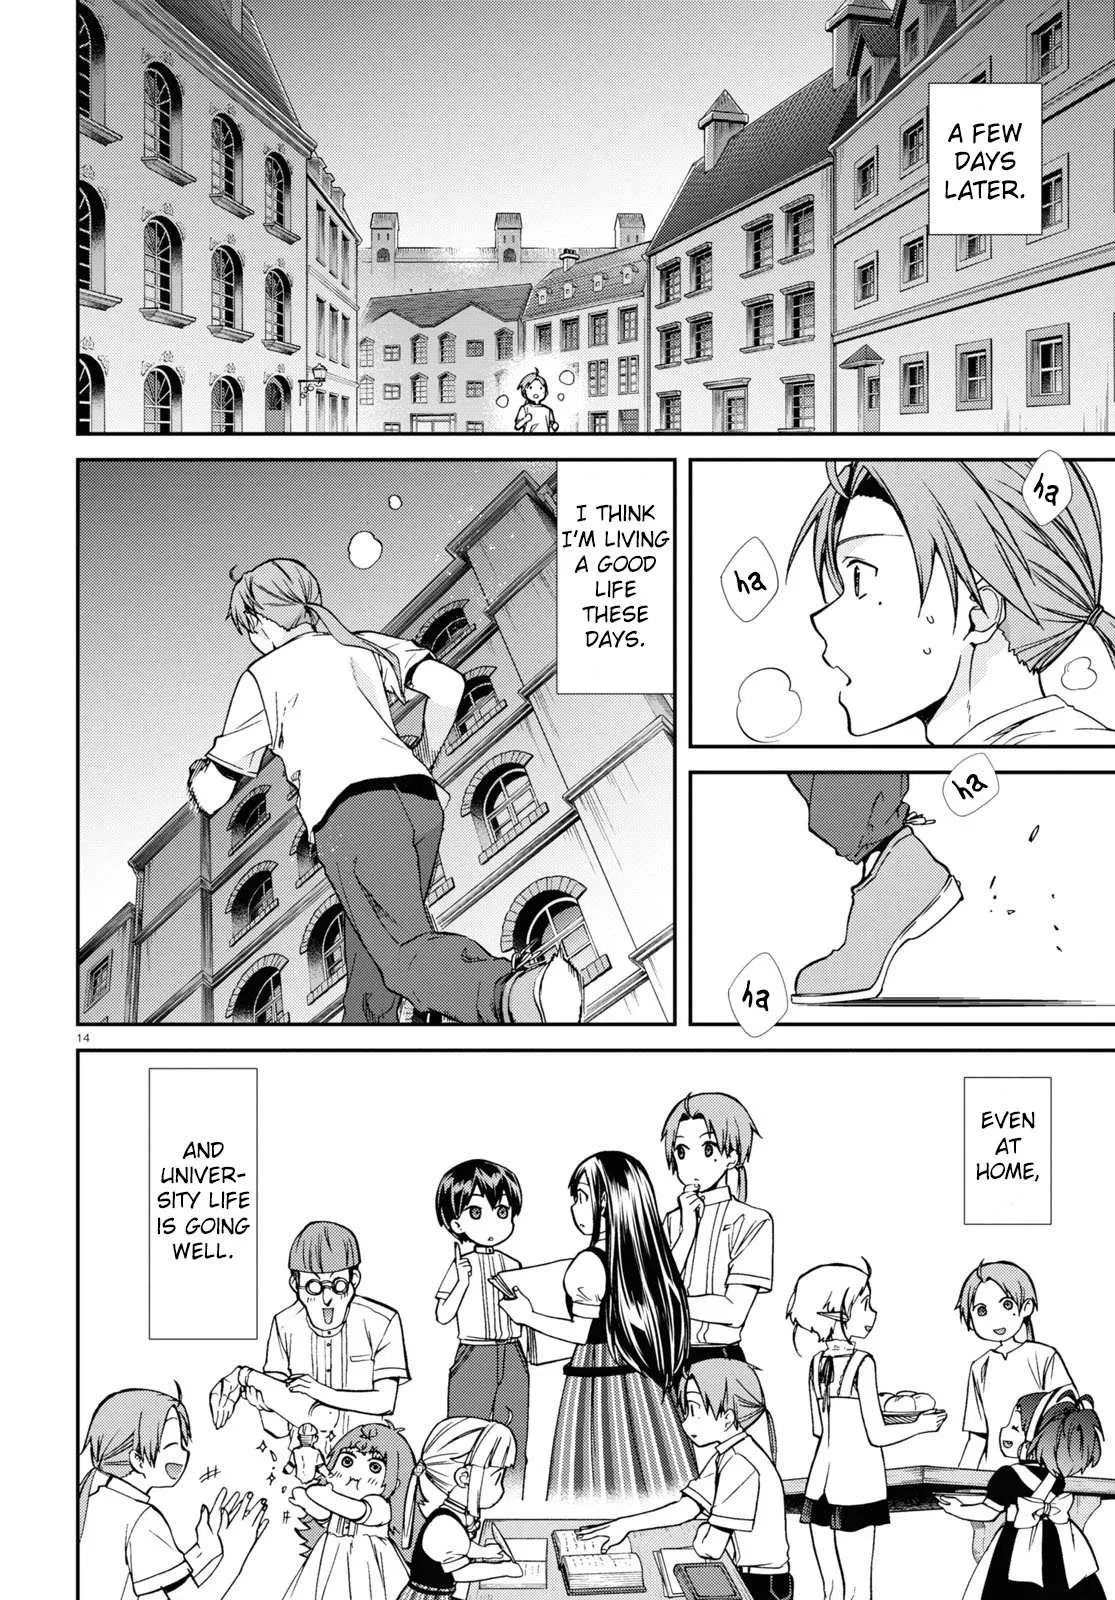 A FEW
DAYS
LATER.
ha
ha
I THINK
I'M LIVING
A GOOD
LIFE
THESE
DAYS.
ha
ha
14
EVEN
AT
HOME,
AND
UNIVER-
SITY LIFE
IS GOING
WELL.